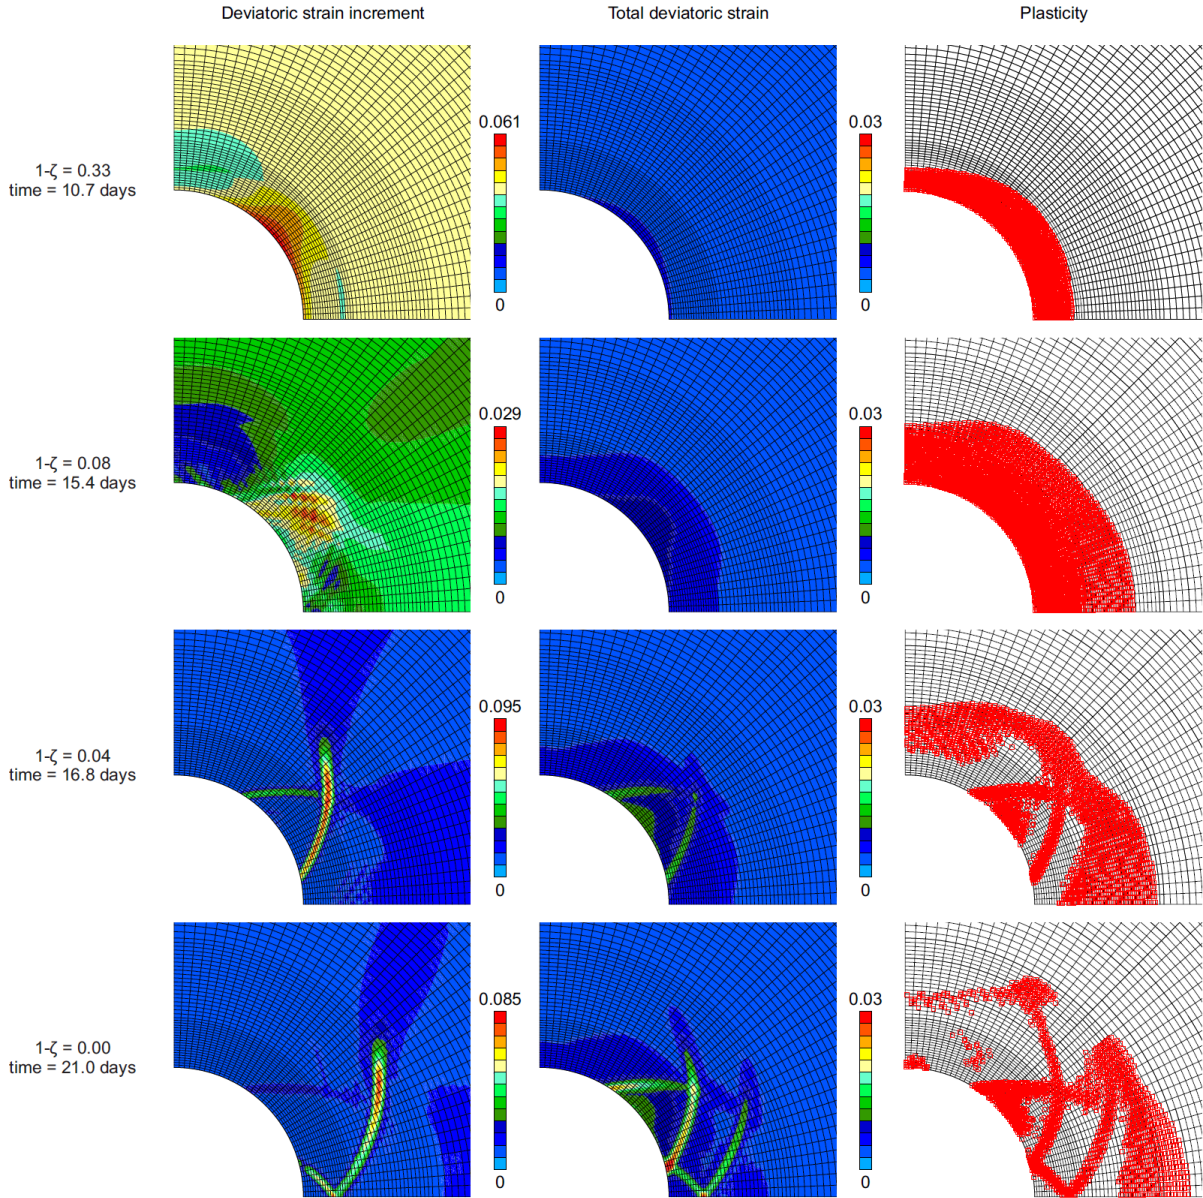 Deviatoric strain increment
Total deviatoric strain
Plasticity
0.061
0.03
1-ζ = 0.33
time = 10.7 days
0
0
0.029
0.03
1-ζ = 0.08
time = 15.4 days
0
0
0.095
0.03
1-ζ = 0.04
time = 16.8 days
0
0
0.085
0.03
1-ζ = 0.00
time = 21.0 days
0
0